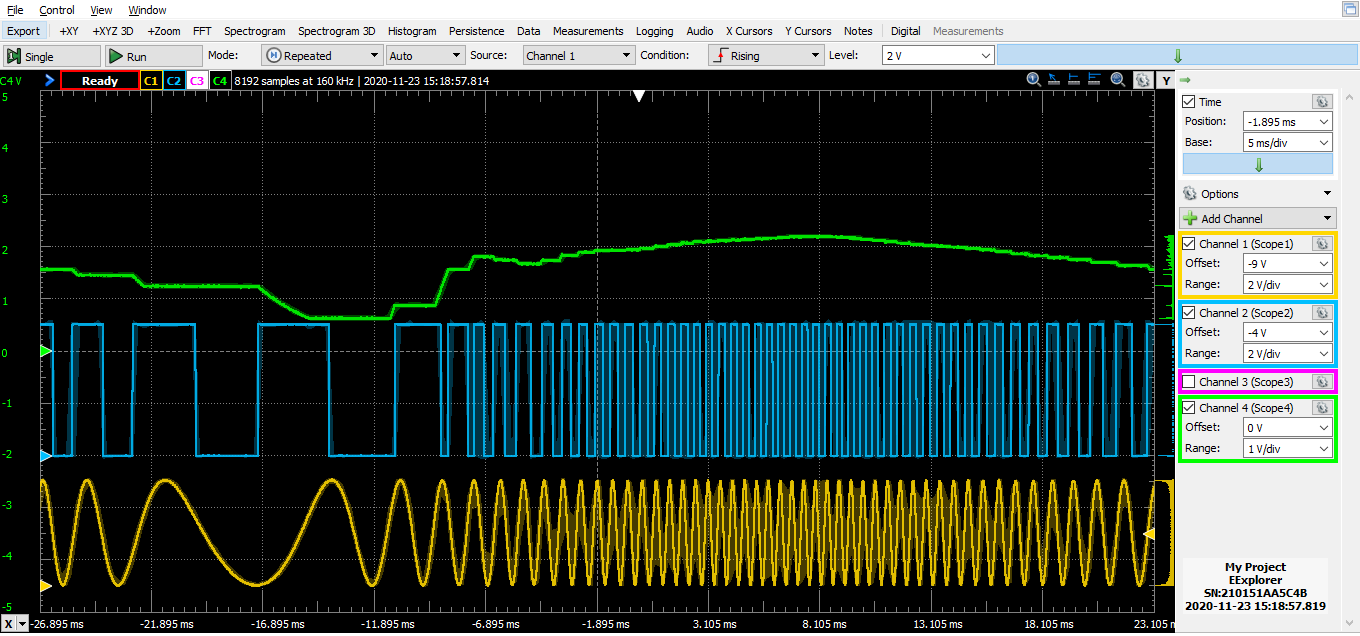 File Control View Window
Export +XY +XYZ 3D +Zoom FFT Spectrogram Spectrogram 3D Histogram Persistence Data Measurements Logging Audio X Cursors Y Cursors Notes Digital Measurements
Single Run Mode: Repeated Auto Source: Channel 1 Condition: Rising Level: 2 V
C4 V Ready C1 C2 C3 C4 8192 samples at 160 kHz | 2020-11-23 15:18:57.814 Y
5
4
3
2
1
0
-1
-2
-3
-4
-5
X -26.895 ms -21.895 ms -16.895 ms -11.895 ms -6.895 ms -1.895 ms 3.105 ms 8.105 ms 13.105 ms 18.105 ms 23.105 m
Time
Position: -1.895 ms
Base: 5 ms/div
Options
Add Channel
Channel 1 (Scope1)
Offset: -9 V
Range: 2 V/div
Channel 2 (Scope2)
Offset: -4 V
Range: 2 V/div
Channel 3 (Scope3)
Channel 4 (Scope4)
Offset: 0 V
Range: 1 V/div
My Project
EExplorer
SN:210151AA5C4B
2020-11-23 15:18:57.819